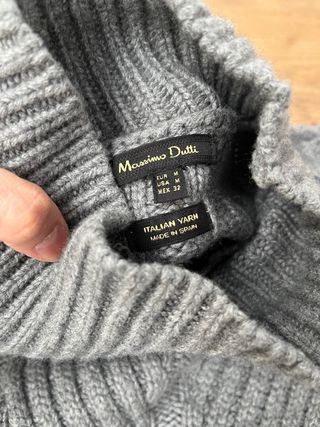 Massimo Dutti
EUR M
USA M
MEX 32
ITALIAN YARN
MADE IN SPAIN